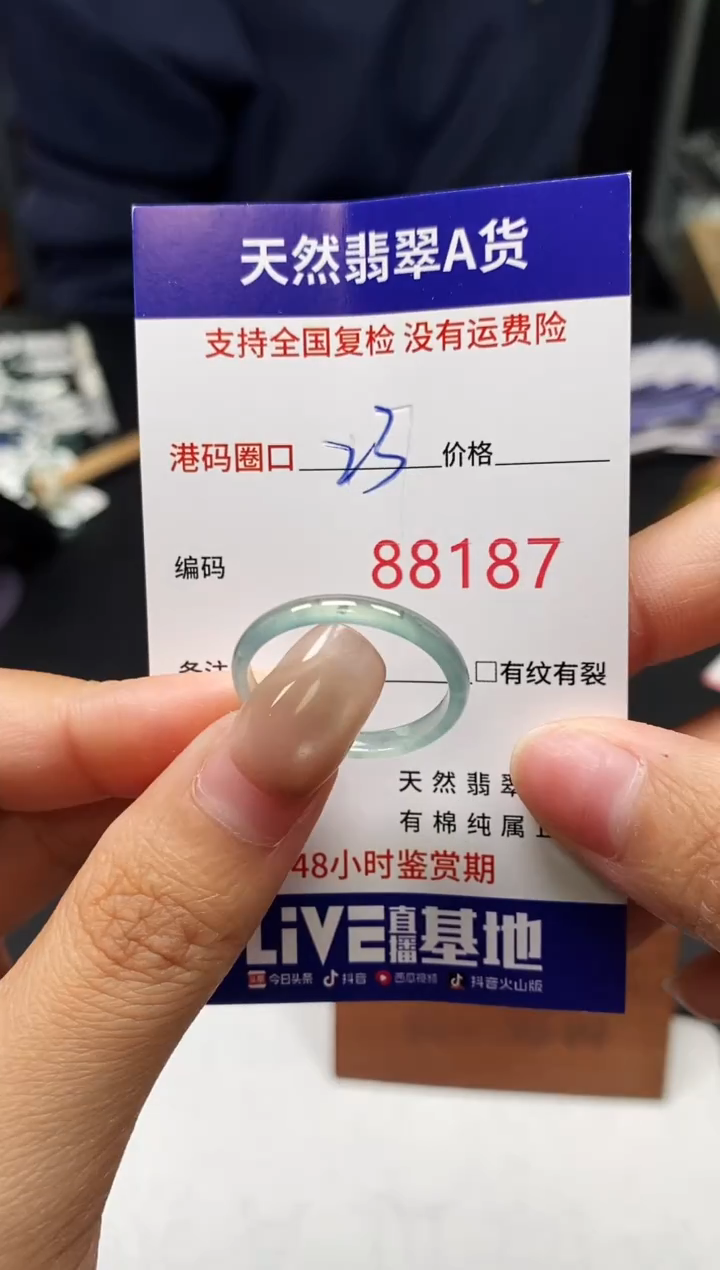 天然翡翠A货
支持全国复检 没有运费险
港码圈口 23 价格
编码 88187
备注 □有纹有裂
天然翡翠
有棉纯属
48小时鉴赏期
LiVE直播基地
今日头条 抖音 西瓜视频 抖音火山版